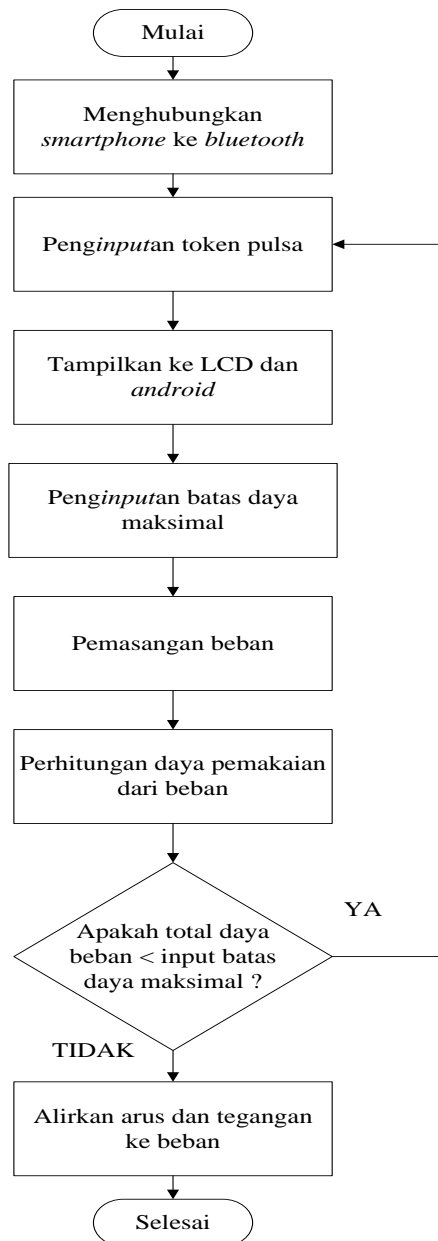 Mulai
Menghubungkan
smartphone ke bluetooth
Penginputan token pulsa
Tampilkan ke LCD dan
android
Penginputan batas daya
maksimal
Pemasangan beban
Perhitungan daya pemakaian
dari beban
YA
Apakah total daya
beban < input batas
daya maksimal ?
TIDAK
Alirkan arus dan tegangan
ke beban
Selesai